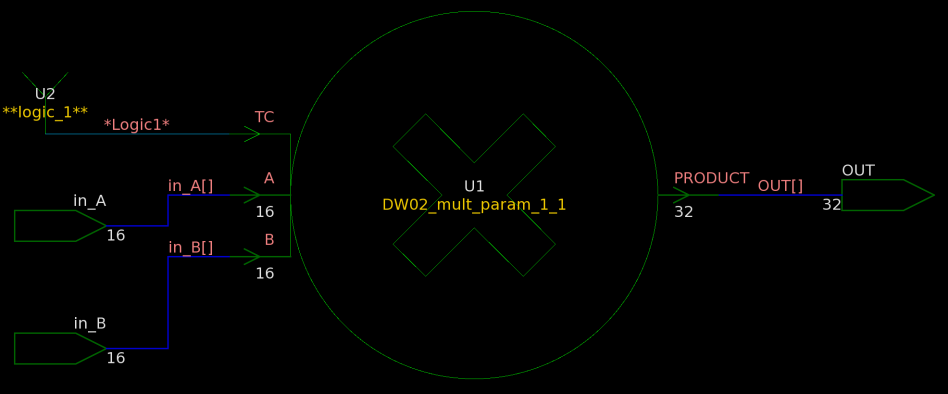 U2
**logic_1**
*Logic1*
TC
in_A[]
A
in_A
16
16
in_B[]
B
16
in_B
16
U1
DW02_mult_param_1_1
PRODUCT
32
OUT[]
OUT
32